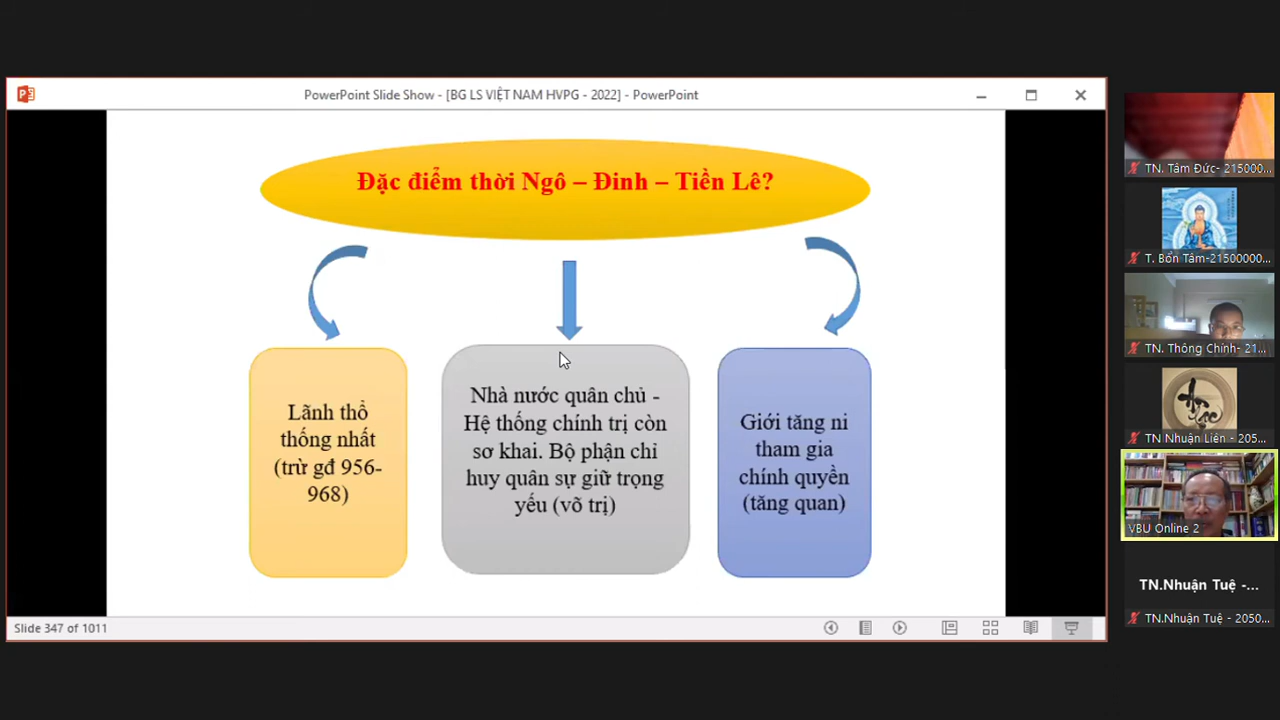 PowerPoint Slide Show - [BG LS VIỆT NAM HVPG - 2022] - PowerPoint
Đặc điểm thời Ngô – Đinh – Tiền Lê?
Lãnh thổ
thống nhất
(trừ gđ 956-
968)
Nhà nước quân chủ -
Hệ thống chính trị còn
sơ khai. Bộ phận chỉ
huy quân sự giữ trọng
yếu (võ trị)
Giới tăng ni
tham gia
chính quyền
(tăng quan)
Slide 347 of 1011
TN. Tâm Đức- 215000...
T. Bổn Tâm-21500000...
TN. Thông Chính- 21...
TN Nhuận Liên - 205...
VBU Online 2
TN.Nhuận Tuệ -...
TN.Nhuận Tuệ - 2050...